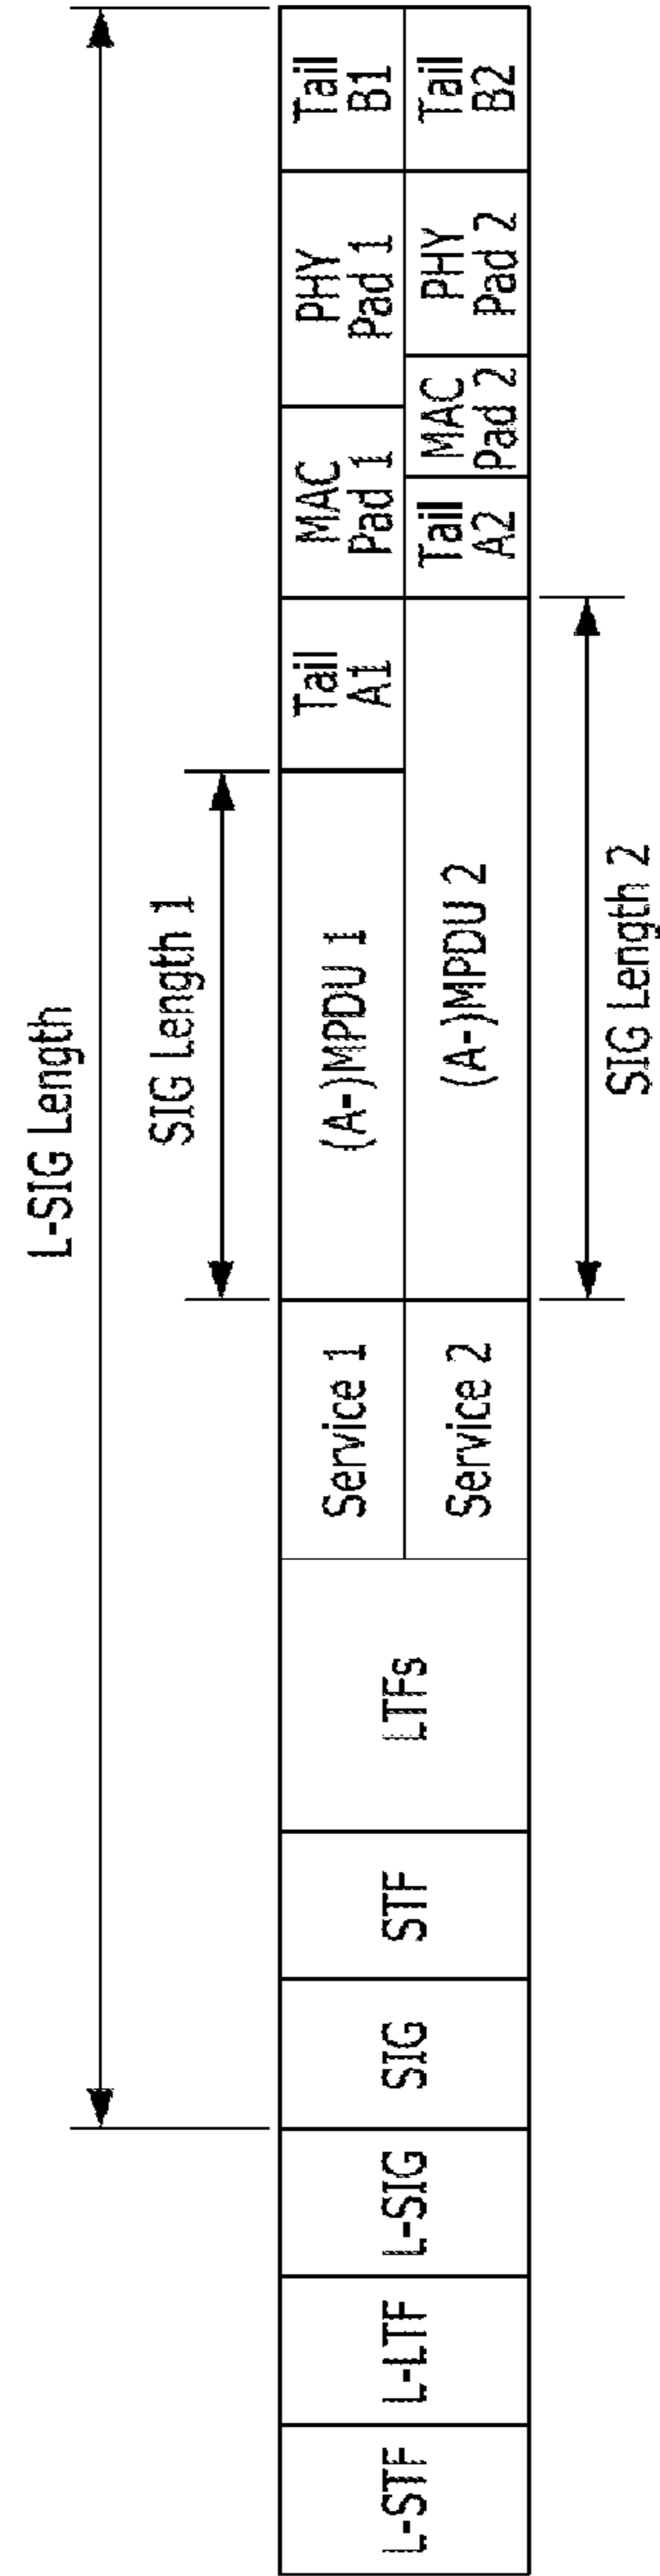 L-SIG Length
SIG Length 1
L-STF
L-LTF
L-SIG
SIG
STF
LTFs
Service 1
(A-)MPDU 1
Tail
A1
MAC
Pad 1
PHY
Pad 1
Tail
B1
Service 2
(A-)MPDU 2
Tail
A2
MAC
Pad 2
PHY
Pad 2
Tail
B2
SIG Length 2